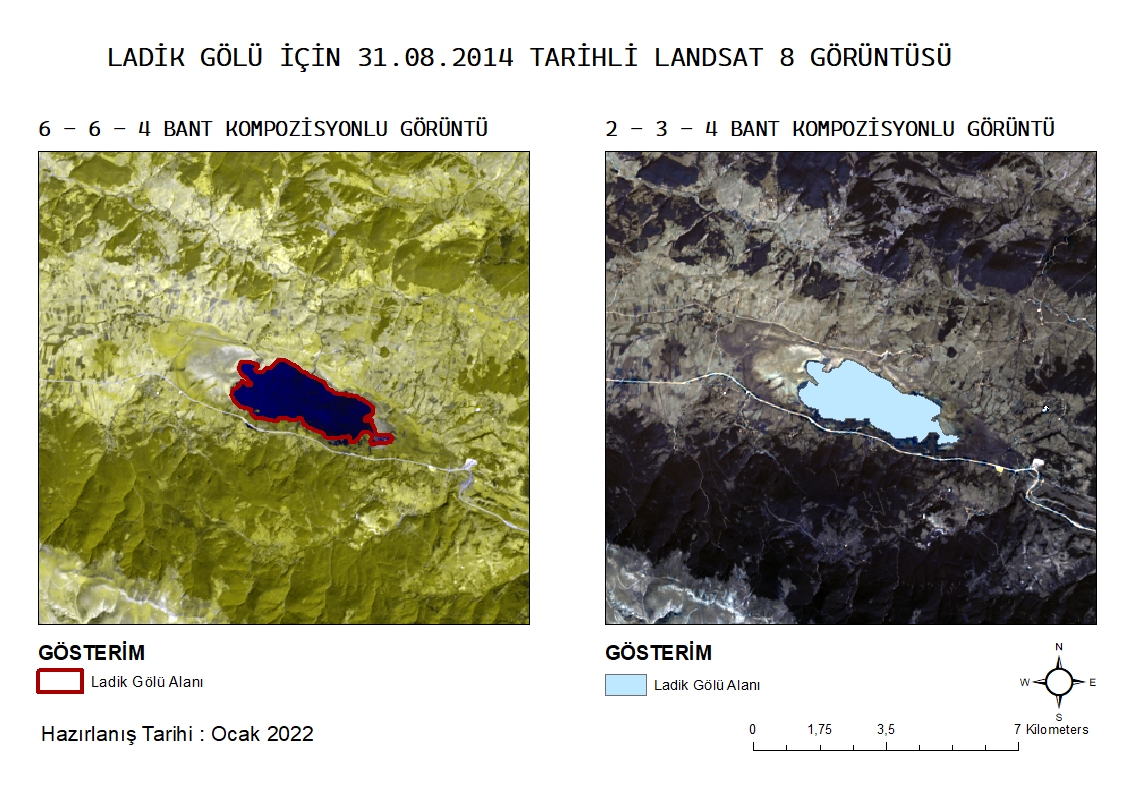 LADİK GÖLÜ İÇİN 31.08.2014 TARİHLİ LANDSAT 8 GÖRÜNTÜSÜ
6 – 6 – 4 BANT KOMPOZİSYONLU GÖRÜNTÜ
2 – 3 – 4 BANT KOMPOZİSYONLU GÖRÜNTÜ
GÖSTERİM
Ladik Gölü Alanı
Hazırlanış Tarihi : Ocak 2022
GÖSTERİM
Ladik Gölü Alanı
N
W E
S
0 1,75 3,5 7 Kilometers